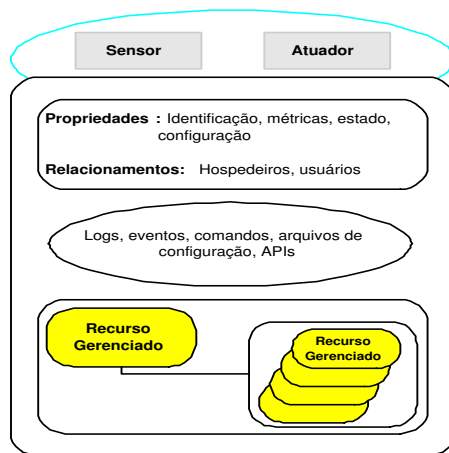 Sensor
Atuador
Propriedades : Identificação, métricas, estado,
configuração
Relacionamentos: Hospedeiros, usuários
Logs, eventos, comandos, arquivos de
configuração, APIs
Recurso
Gerenciado
Recurso
Gerenciado